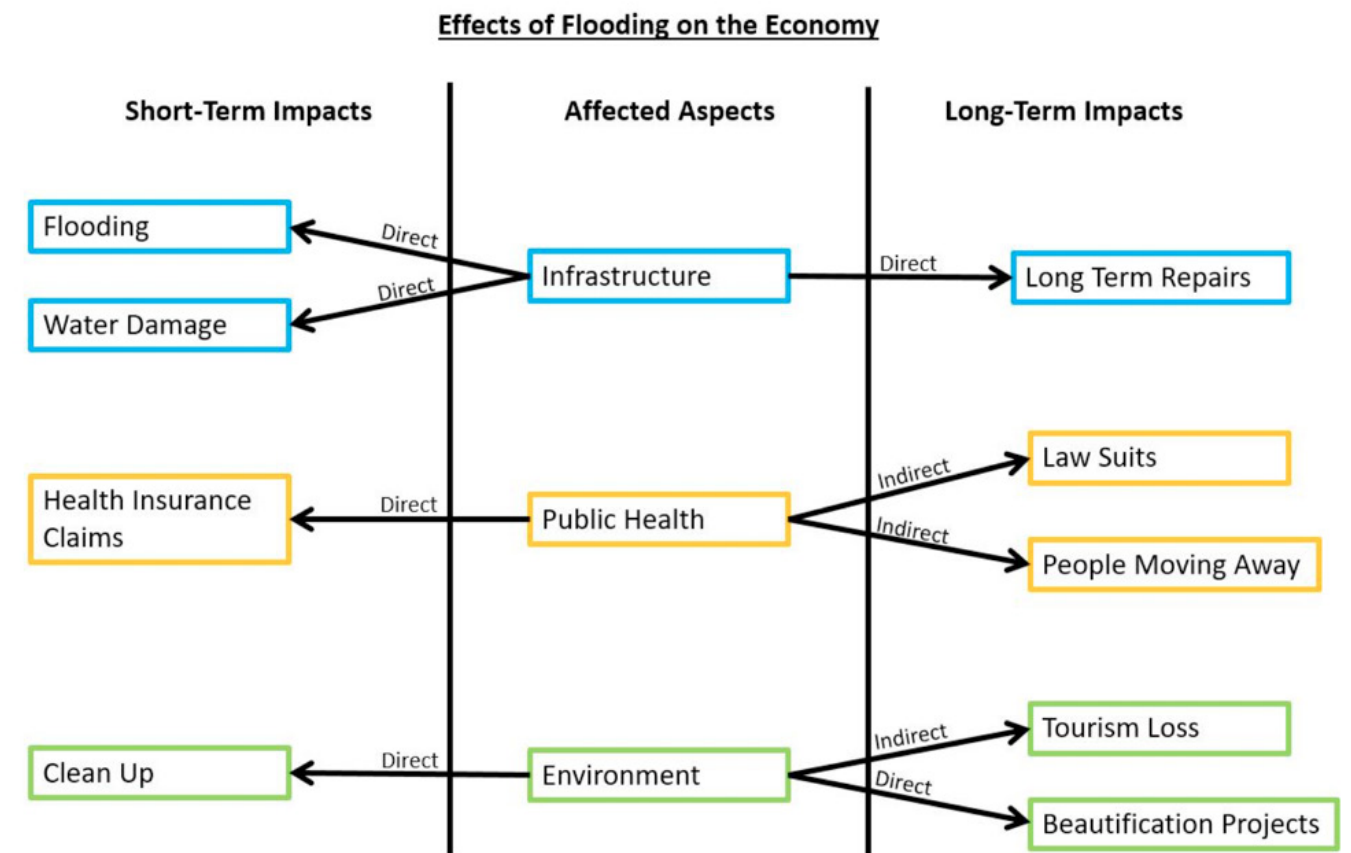 Effects of Flooding on the Economy
Short-Term Impacts
Affected Aspects
Long-Term Impacts
Flooding
Direct
Water Damage
Direct
Infrastructure
Direct
Long Term Repairs
Health Insurance
Claims
Direct
Public Health
Indirect
Law Suits
Indirect
People Moving Away
Clean Up
Direct
Environment
Indirect
Tourism Loss
Direct
Beautification Projects